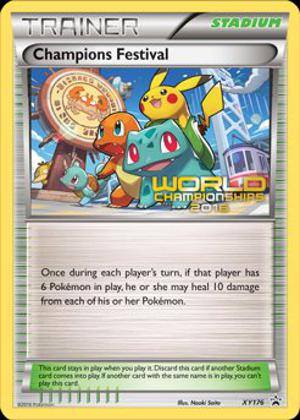 TRAINER STADIUM
Champions Festival
WORLD
CHAMPIONSHIPS
2016
Once during each player's turn, if that player has
6 Pokémon in play, he or she may heal 10 damage
from each of his or her Pokémon.
This card stays in play when you play it. Discard this card if another Stadium
card comes into play. If another card with the same name is in play, you can't
play this card.
©2016 Pokémon
Illus. Naoki Saito
XY176